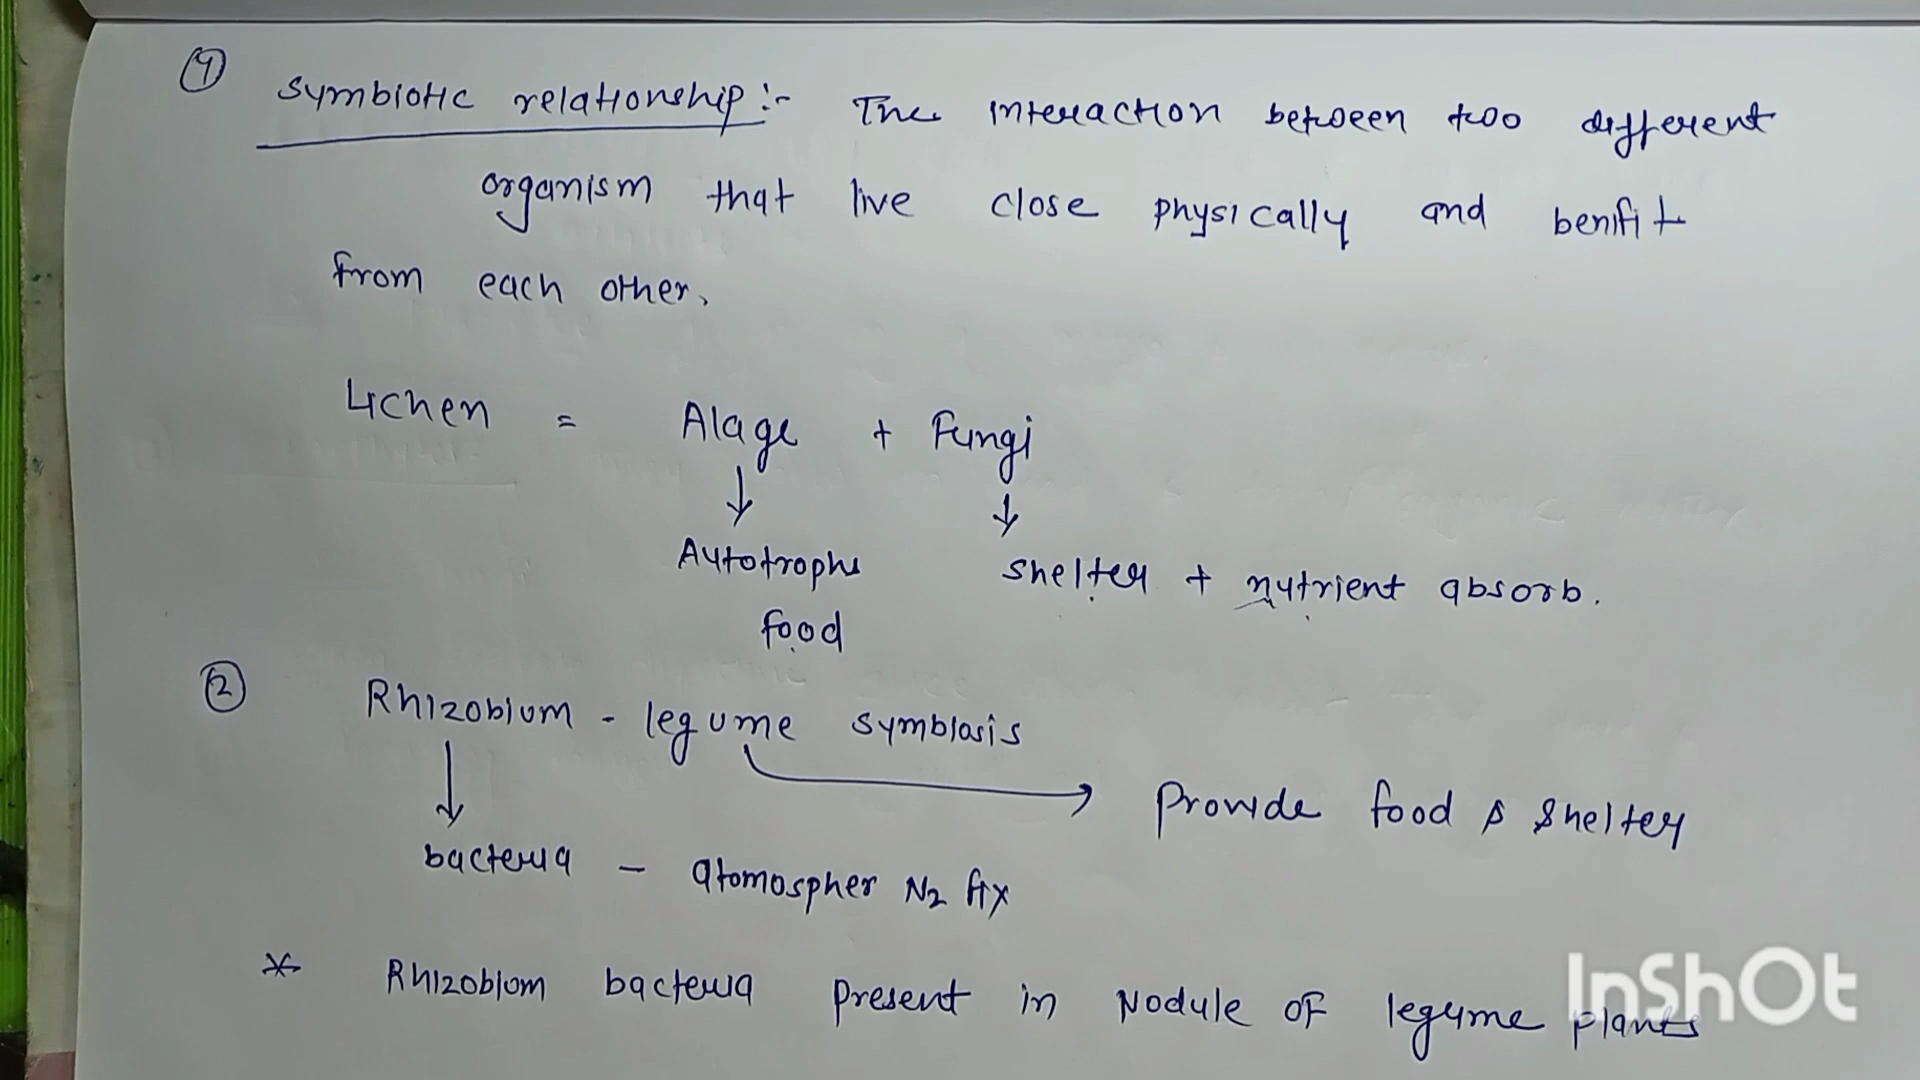 ① Symbiotic relationship :- The interaction between two different
organism that live close physically and benifit
from each other.
Lichen = Alage + Fungi
↓ ↓
Autotrophs shelter + nutrient absorb.
food
② Rhizobium - legume symbiosis
↓ → Provide food & shelter
bacteria - atomospher N2 fix
* Rhizobium bacteria present in Nodule of legume plants
InShOt